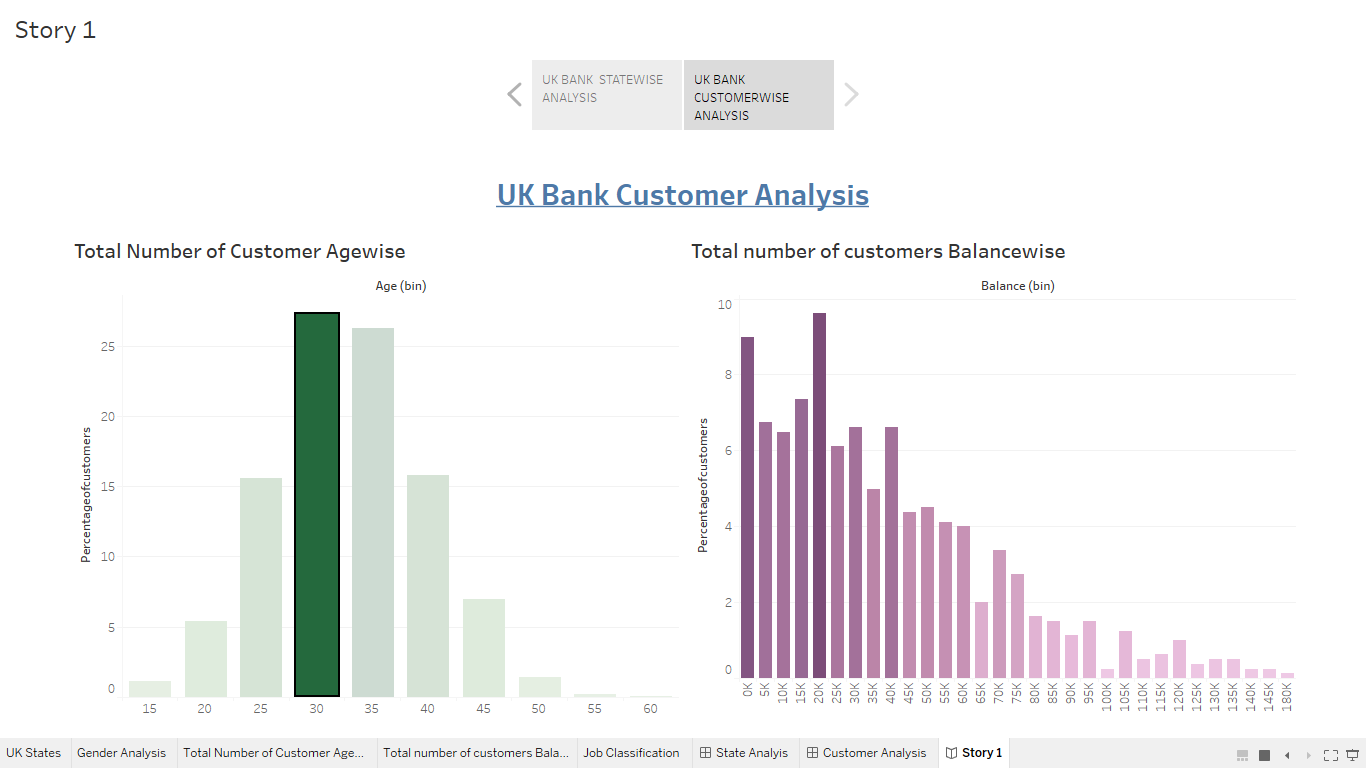 Story 1
UK BANK  STATEWISE
ANALYSIS
UK BANK
CUSTOMERWISE
ANALYSIS
UK Bank Customer Analysis
Total Number of Customer Agewise
Age (bin)
Percentageofcustomers
25
20
15
10
5
0
15 20 25 30 35 40 45 50 55 60
Total number of customers Balancewise
Balance (bin)
Percentageofcustomers
10
8
6
4
2
0
0K 5K 10K 15K 20K 25K 30K 35K 40K 45K 50K 55K 60K 65K 70K 75K 80K 85K 90K 95K 100K 105K 110K 115K 120K 125K 130K 135K 140K 145K 180K
UK States Gender Analysis Total Number of Customer Age... Total number of customers Bala... Job Classification State Analyis Customer Analysis Story 1